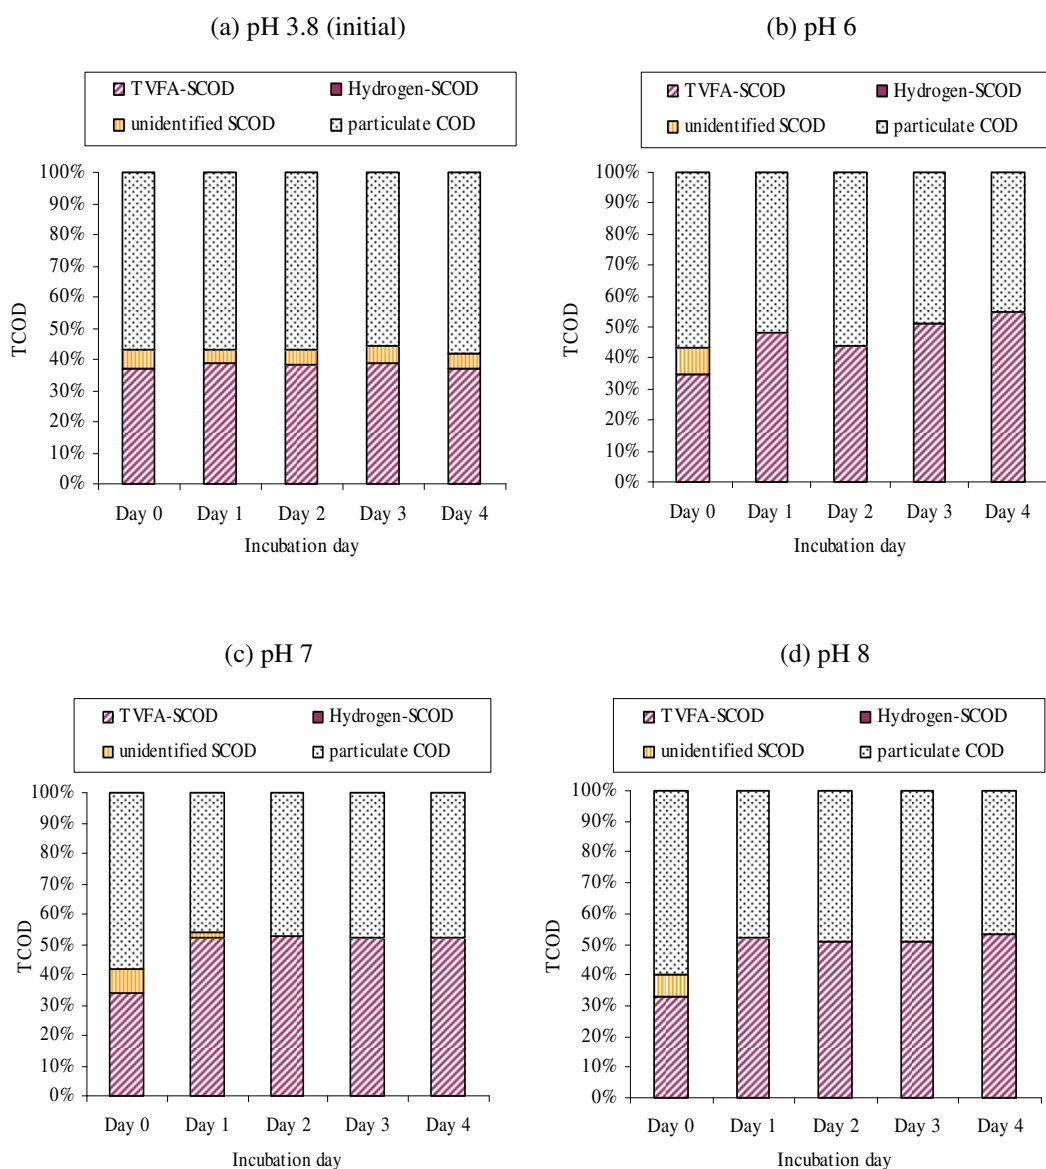 (a) pH 3.8 (initial)
TVFA-SCOD Hydrogen-SCOD
unidentified SCOD particulate COD
100%
90%
80%
70%
60%
50%
40%
30%
20%
10%
0%
TCOD
Day 0 Day 1 Day 2 Day 3 Day 4
Incubation day
(b) pH 6
TVFA-SCOD Hydrogen-SCOD
unidentified SCOD particulate COD
100%
90%
80%
70%
60%
50%
40%
30%
20%
10%
0%
TCOD
Day 0 Day 1 Day 2 Day 3 Day 4
Incubation day
(c) pH 7
TVFA-SCOD Hydrogen-SCOD
unidentified SCOD particulate COD
100%
90%
80%
70%
60%
50%
40%
30%
20%
10%
0%
TCOD
Day 0 Day 1 Day 2 Day 3 Day 4
Incubation day
(d) pH 8
TVFA-SCOD Hydrogen-SCOD
unidentified SCOD particulate COD
100%
90%
80%
70%
60%
50%
40%
30%
20%
10%
0%
TCOD
Day 0 Day 1 Day 2 Day 3 Day 4
Incubation day